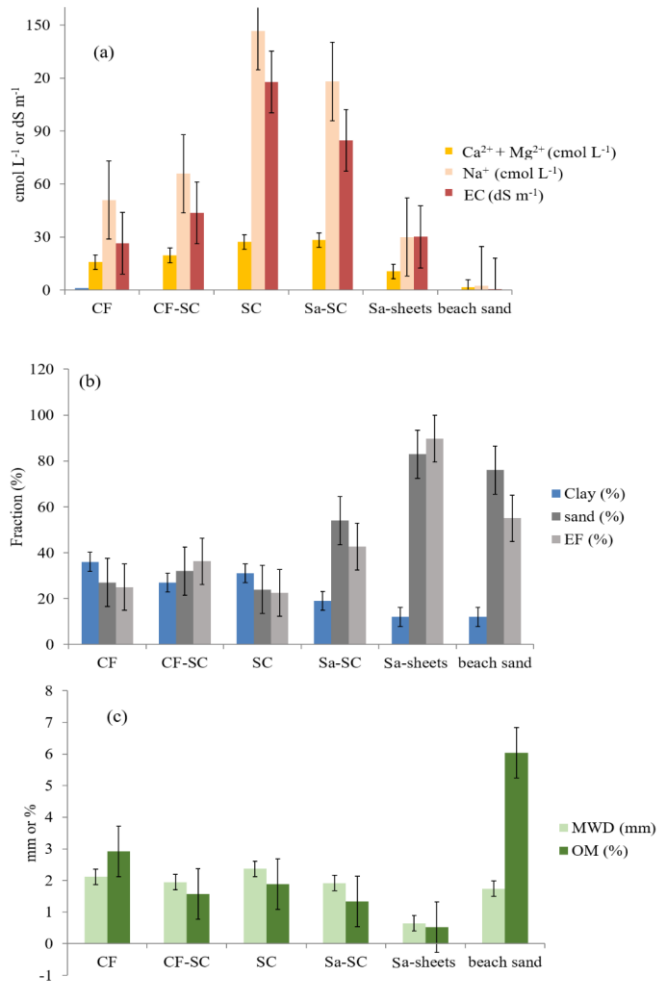 (a)
cmol L⁻¹ or dS m⁻¹
150
20
90
60
30
0
CF CF-SC SC Sa-SC Sa-sheets beach sand
Ca²⁺ + Mg²⁺ (cmol L⁻¹)
Na⁺ (cmol L⁻¹)
EC (dS m⁻¹)
(b)
Fraction (%)
120
100
80
60
40
20
0
CF CF-SC SC Sa-SC Sa-sheets beach sand
Clay (%)
sand (%)
EF (%)
(c)
mm or %
8
7
6
5
4
3
2
1
0
-1
CF CF-SC SC Sa-SC Sa-sheets beach sand
MWD (mm)
OM (%)